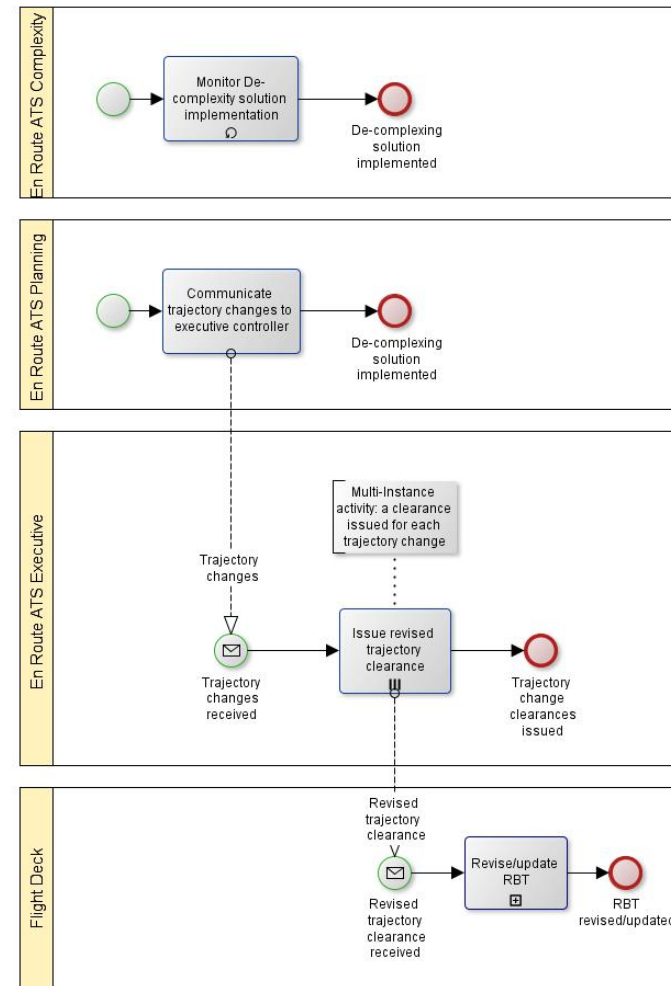 En Route ATS Complexity
Monitor De-
complexity solution
implementation
De-complexing
solution
implemented
En Route ATS Planning
Communicate
trajectory changes to
executive controller
De-complexing
solution
implemented
En Route ATS Executive
Multi-Instance
activity: a clearance
issued for each
trajectory change
Trajectory
changes
Trajectory
changes
received
Issue revised
trajectory
clearance
Trajectory
change
clearances
issued
Flight Deck
Revised
trajectory
clearance
Revised
trajectory
clearance
received
Revise/update
RBT
RBT
revised/updated